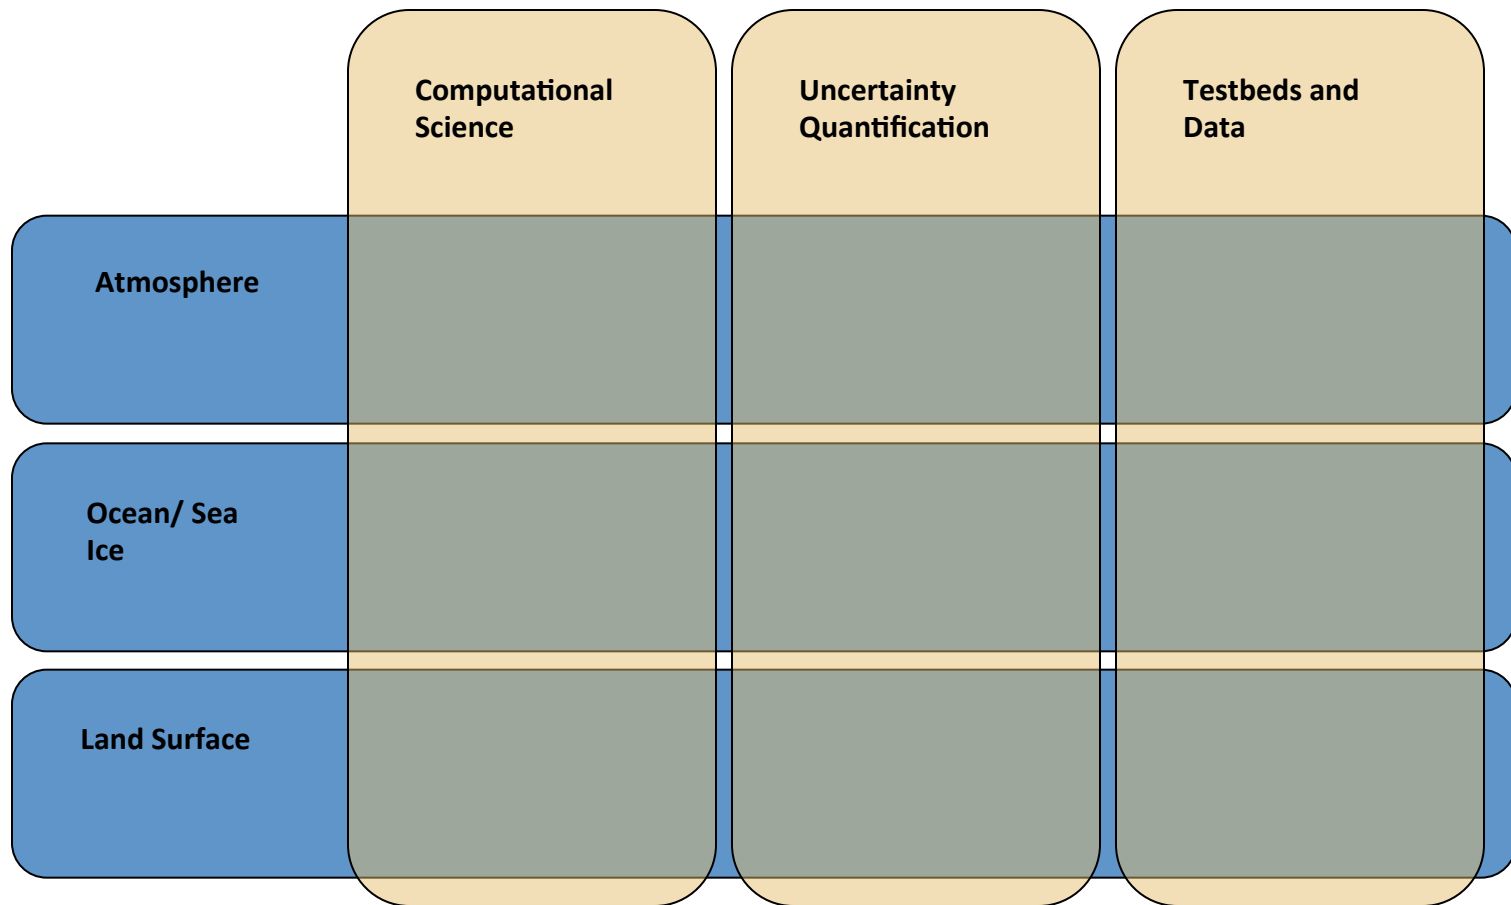 Computational
Science
Uncertainty
Quantification
Testbeds and
Data
Atmosphere
Ocean/ Sea
Ice
Land Surface